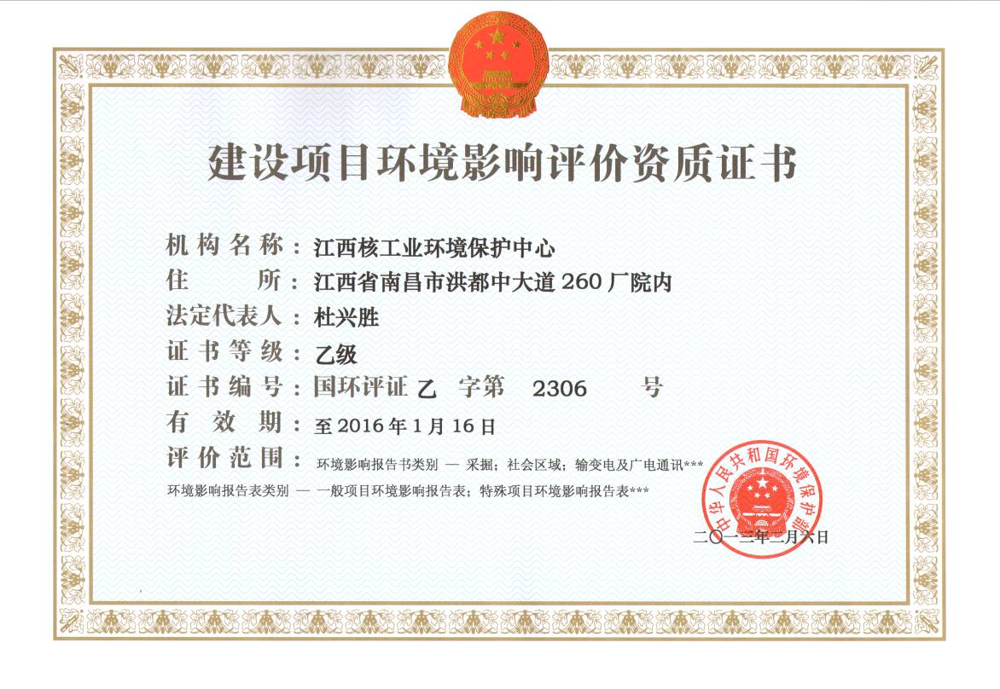 建设项目环境影响评价资质证书
机构名称：江西核工业环境保护中心
住所：江西省南昌市洪都中大道260厂院内
法定代表人：杜兴胜
证书等级：乙级
证书编号：国环评证 乙 字第 2306 号
有效期：至2016年1月16日
评价范围：环境影响报告书类别 — 采掘；社会区域；输变电及广电通讯***
环境影响报告表类别 — 一般项目环境影响报告表；特殊项目环境影响报告表***
中华人民共和国环境保护部
二〇一三年二月六日